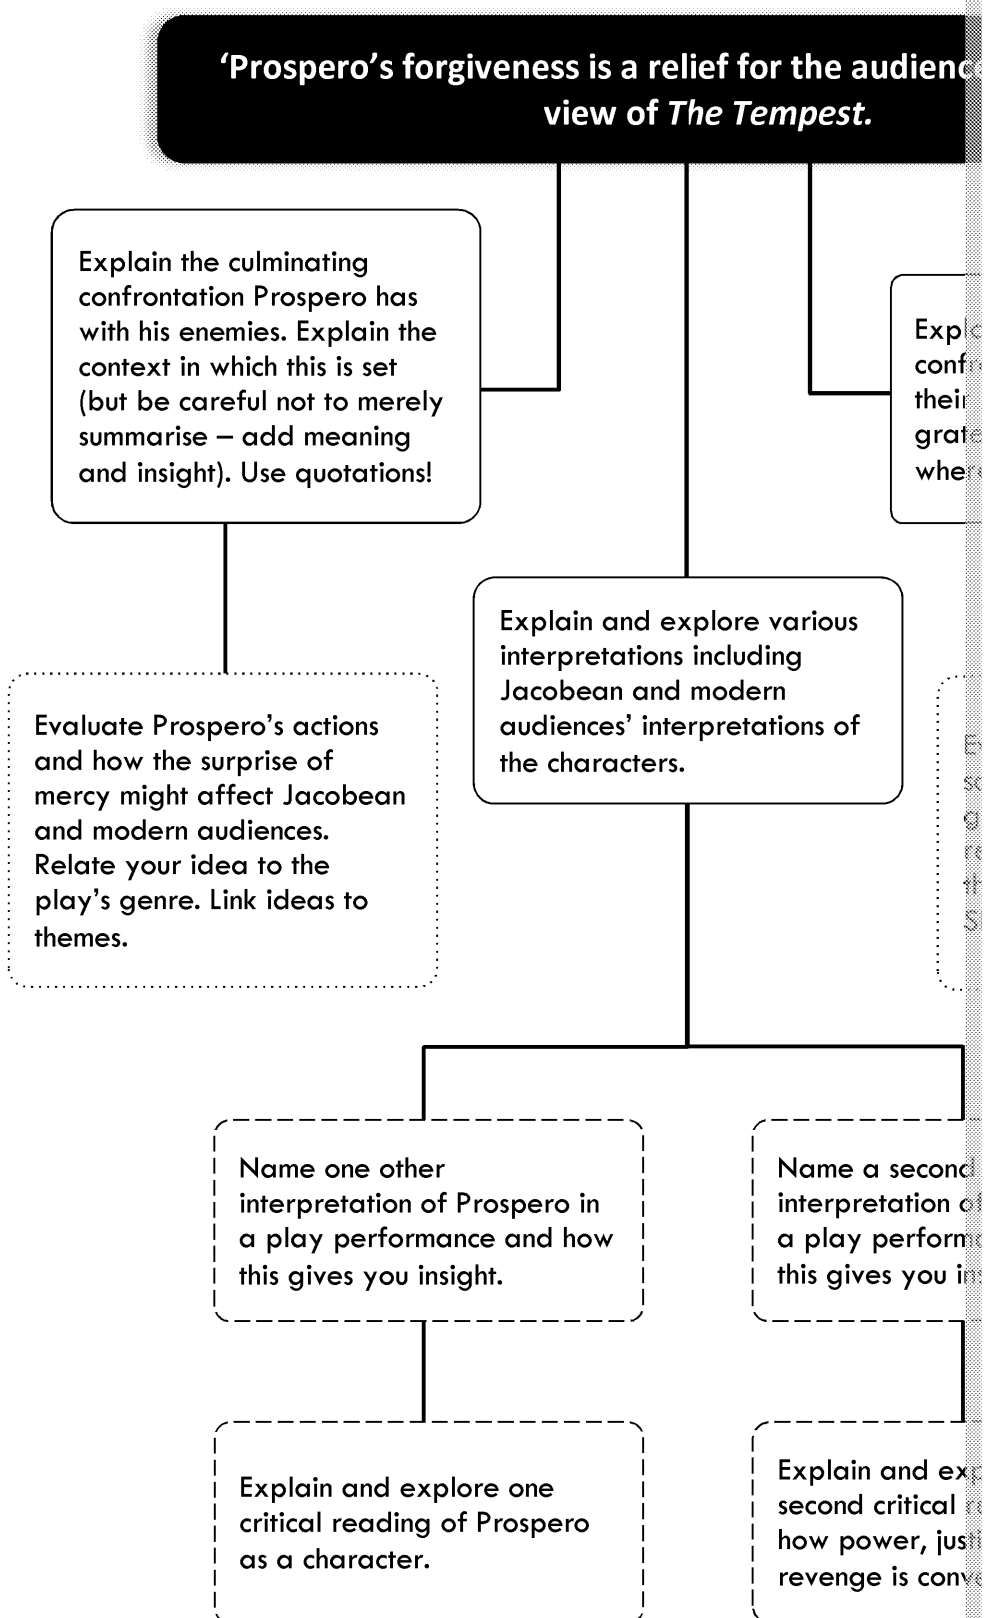 ‘Prospero’s forgiveness is a relief for the audienc
view of The Tempest.
Explain the culminating
confrontation Prospero has
with his enemies. Explain the
context in which this is set
(but be careful not to merely
summarise – add meaning
and insight). Use quotations!
their
Explain and explore various
interpretations including
Jacobean and modern
audiences’ interpretations of
the characters.
Evaluate Prospero’s actions
and how the surprise of
mercy might affect Jacobean
and modern audiences.
Relate your idea to the
play’s genre. Link ideas to
themes.
Name one other
interpretation of Prospero in
a play performance and how
this gives you insight.
Name a second
interpretation of
a play
this gives you
Explain and explore one
critical reading of Prospero
as a character.
Explain and
second critical
how power,
revenge is